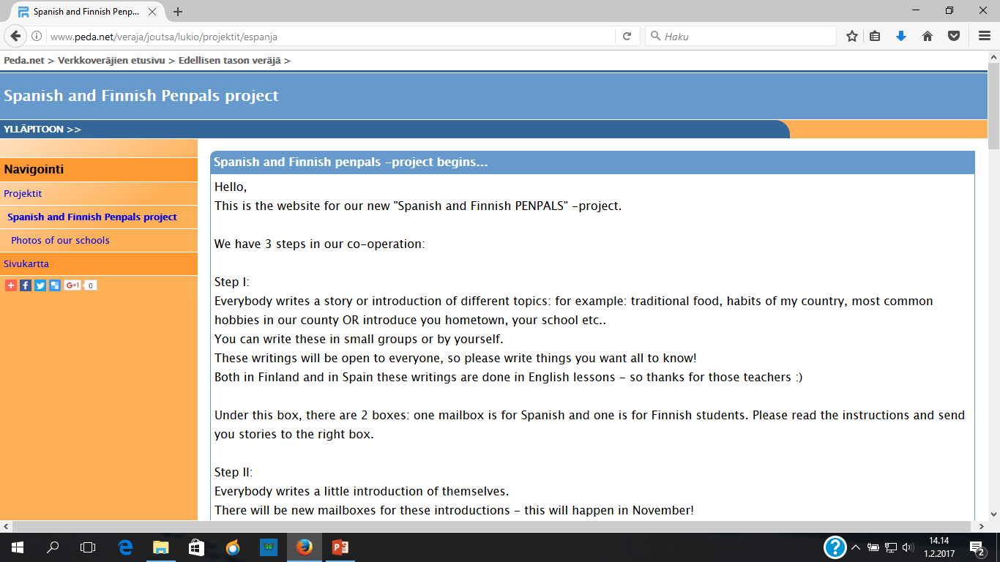 Spanish and Finnish Penp...
www.peda.net/veraja/joutsa/lukio/projektit/espanja
Haku
Peda.net > Verkkoveräjien etusivu > Edellisen tason veräjä >
Spanish and Finnish Penpals project
YLLÄPITOON >>
Navigointi
Projektit
Spanish and Finnish Penpals project
Photos of our schools
Sivukartta
G+1 0
Spanish and Finnish penpals -project begins...
Hello,
This is the website for our new "Spanish and Finnish PENPALS" -project.
We have 3 steps in our co-operation:
Step I:
Everybody writes a story or introduction of different topics: for example: traditional food, habits of my country, most common
hobbies in our county OR introduce you hometown, your school etc..
You can write these in small groups or by yourself.
These writings will be open to everyone, so please write things you want all to know!
Both in Finland and in Spain these writings are done in English lessons - so thanks for those teachers :)
Under this box, there are 2 boxes: one mailbox is for Spanish and one is for Finnish students. Please read the instructions and send
you stories to the right box.
Step II:
Everybody writes a little introduction of themselves.
There will be new mailboxes for these introductions - this will happen in November!
14.14
1.2.2017
2